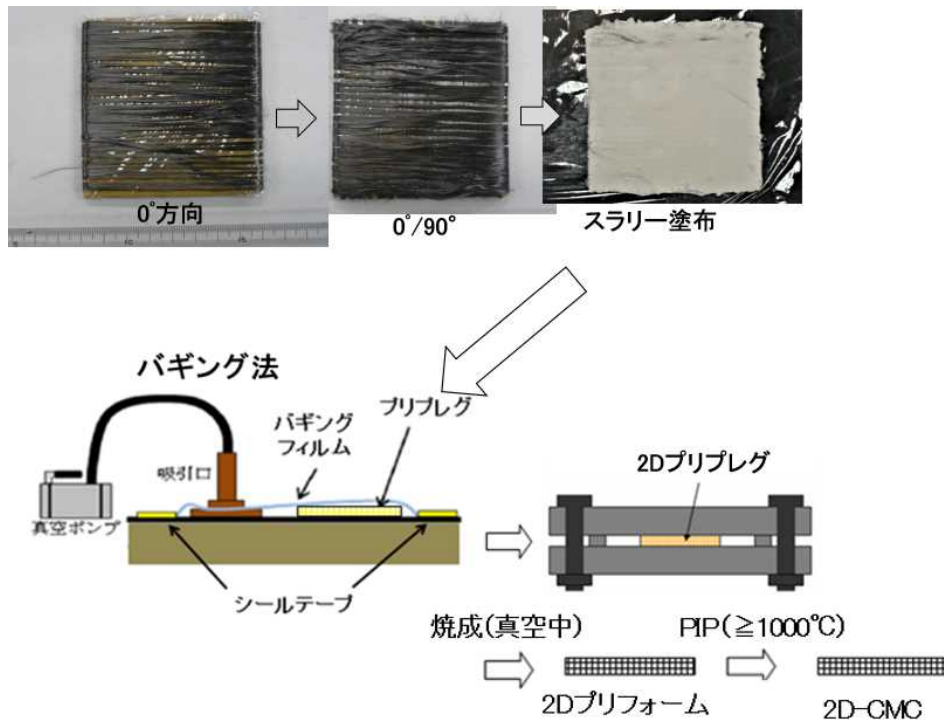 0°方向
0°/90°
スラリー塗布
バギング法
プリプレグ
バギング
フィルム
吸引口
真空ポンプ
シールテープ
2Dプリプレグ
焼成(真空中)
PIP(≧1000℃)
2Dプリフォーム
2D-CMC